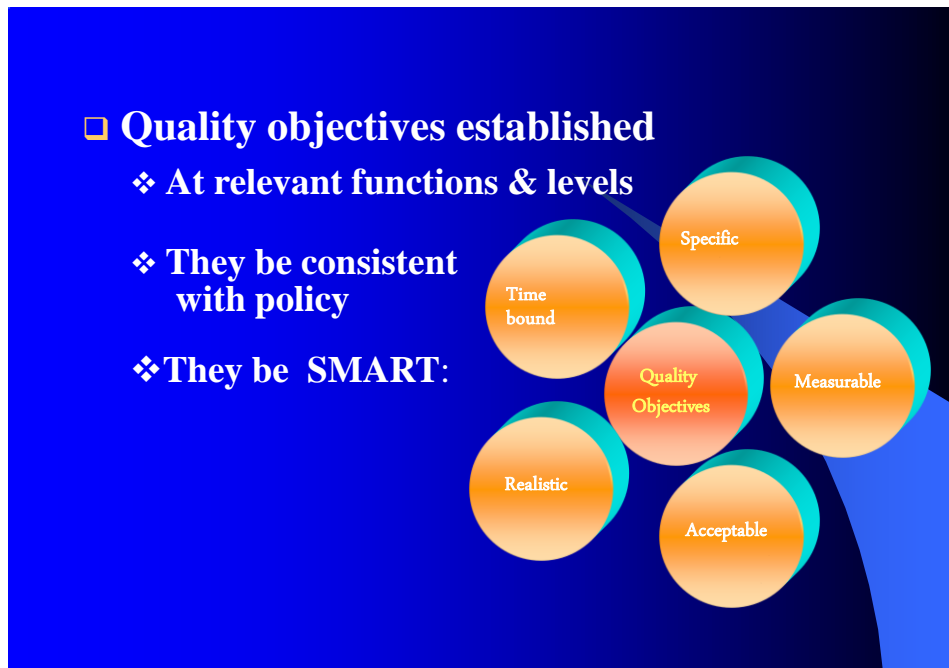 ❑ Quality objectives established
❖ At relevant functions & levels
❖ They be consistent
with policy
❖They be SMART:
Specific
Measurable
Acceptable
Realistic
Time
bound
Quality
Objectives